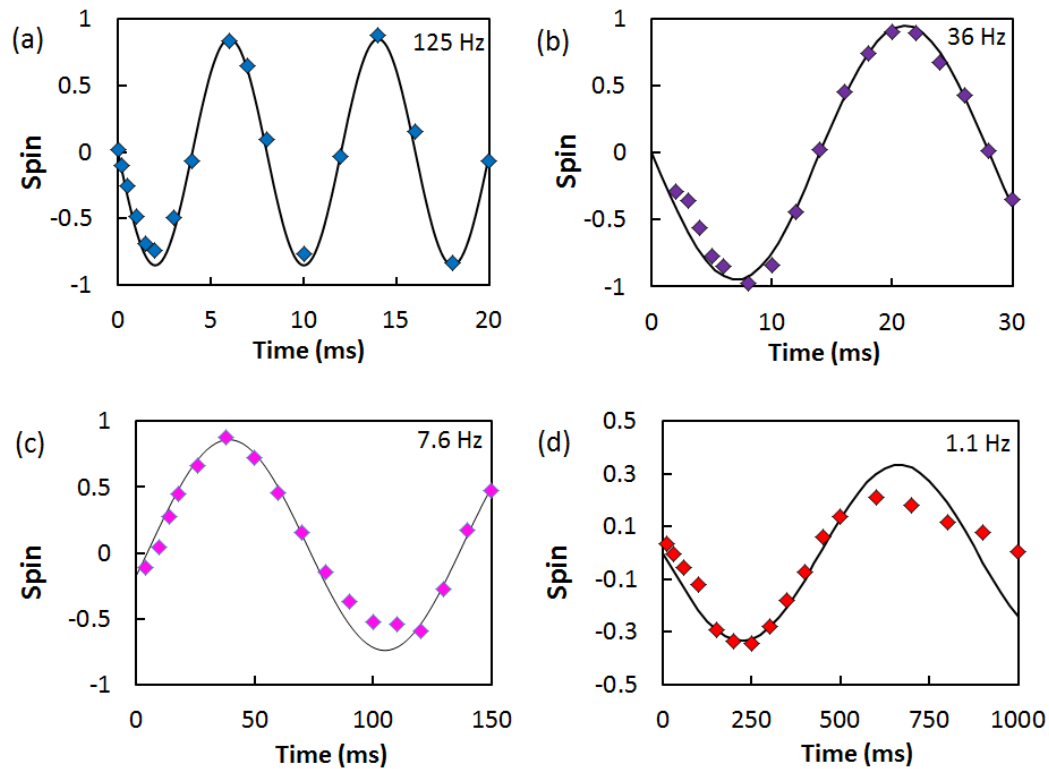 (a)
125 Hz
1
0.5
0
-0.5
-1
Spin
0 5 10 15 20
Time (ms)
(b)
36 Hz
1
0.5
0
-0.5
-1
Spin
0 10 20 30
Time (ms)
(c)
7.6 Hz
1
0.5
0
-0.5
-1
Spin
0 50 100 150
Time (ms)
(d)
1.1 Hz
0.5
0.3
0.1
-0.1
-0.3
-0.5
Spin
0 250 500 750 1000
Time (ms)